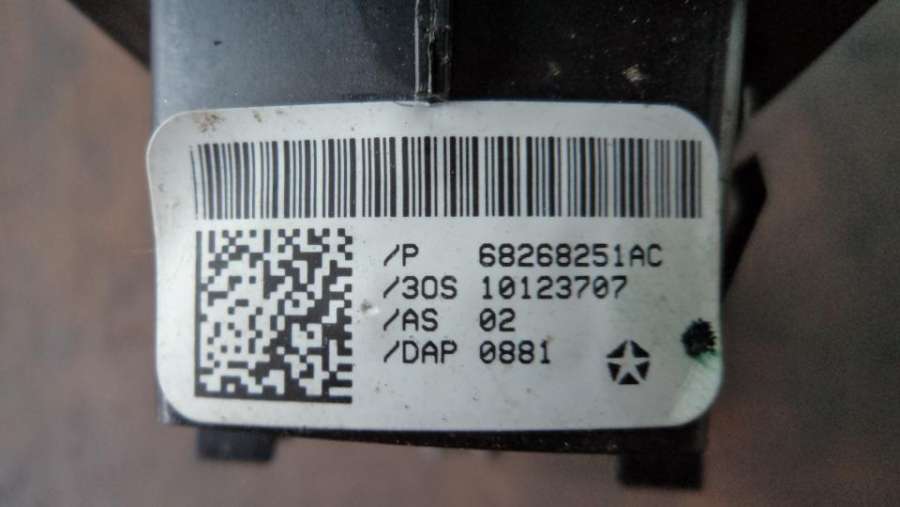 /P 68268251AC
/3OS 10123707
/AS 02
/DAP 0881